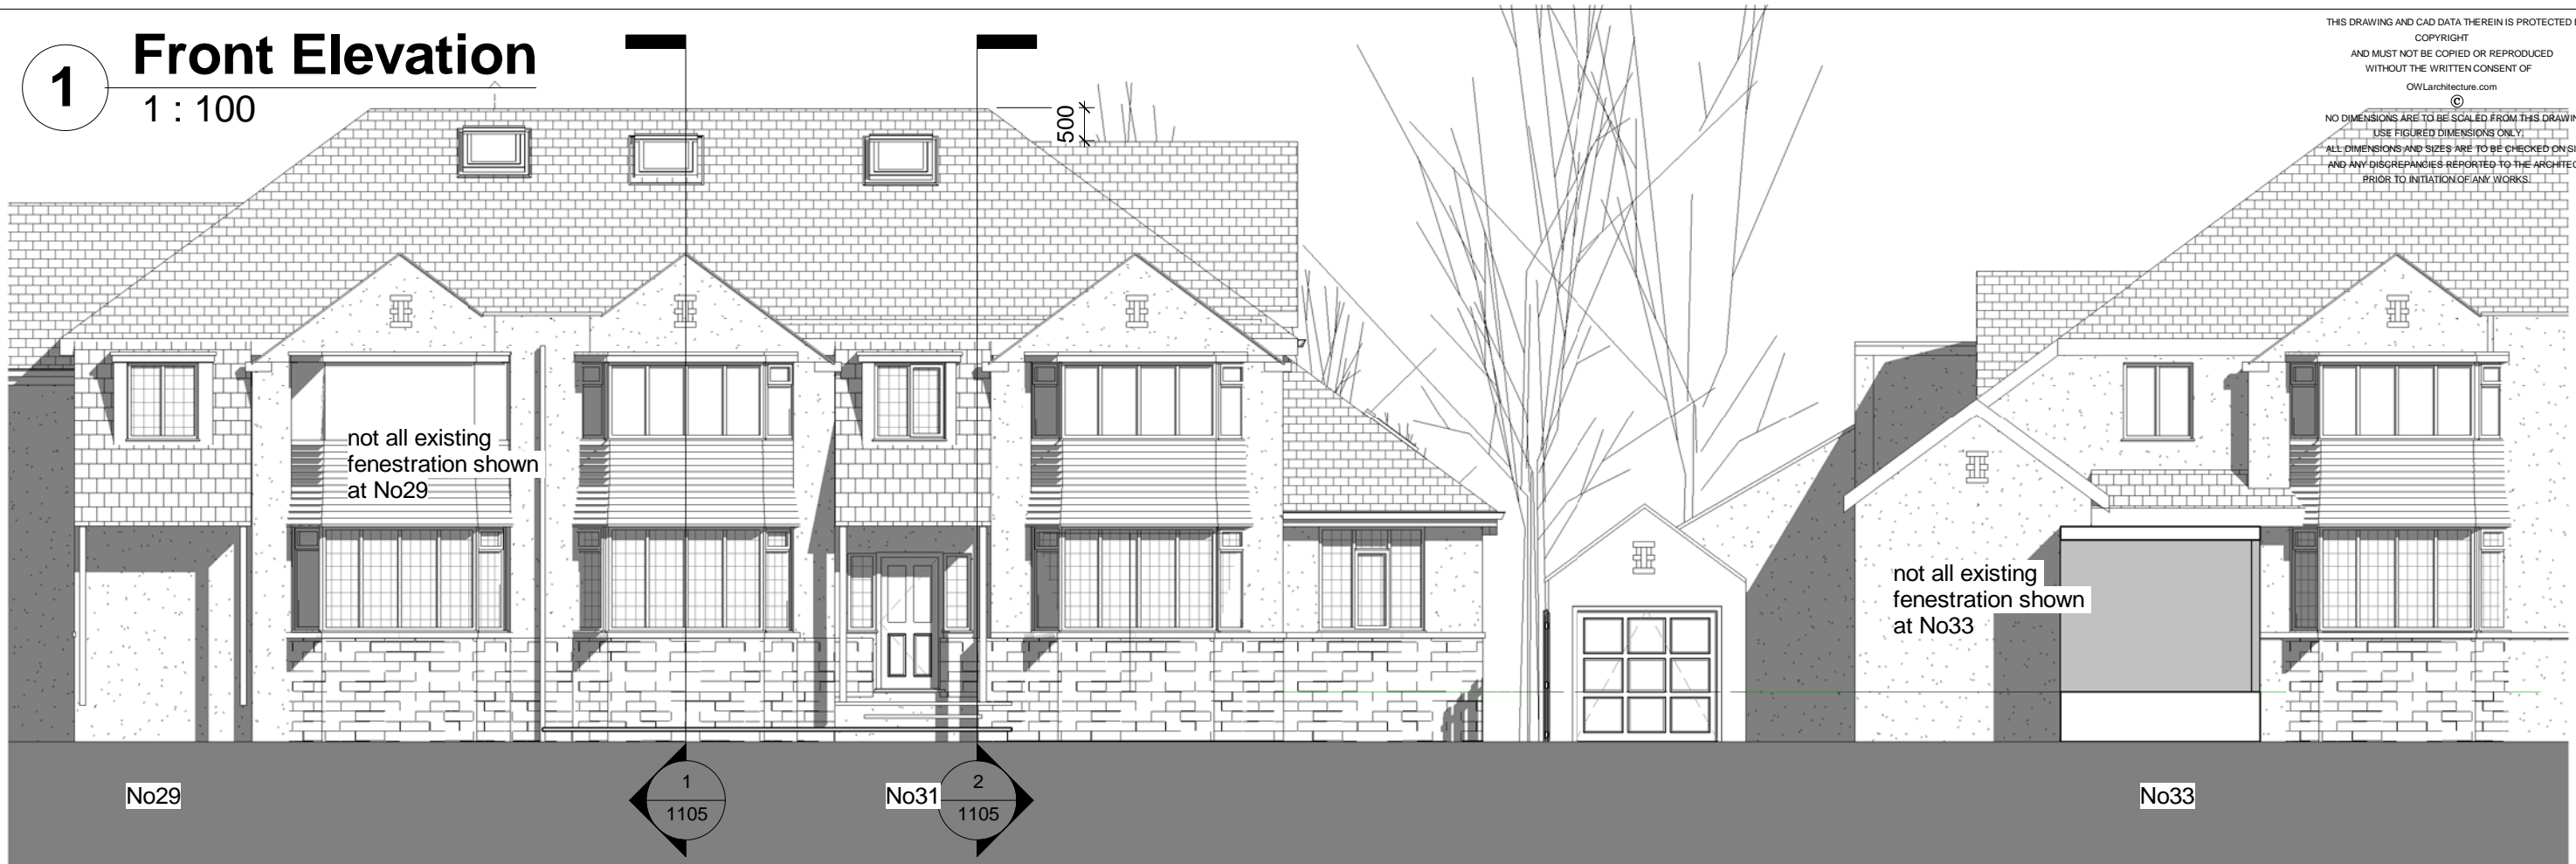 1
Front Elevation
1 : 100
500
THIS DRAWING AND CAD DATA THEREIN IS PROTECTED
COPYRIGHT
AND MUST NOT BE COPIED OR REPRODUCED
WITHOUT THE WRITTEN CONSENT OF
OWLarchitecture.com
©
NO DIMENSIONS ARE TO BE SCALED FROM THIS
USE FIGURED DIMENSIONS ONLY.
ALL DIMENSIONS AND SIZES ARE TO BE CHECKED ON
AND ANY DISCREPANCIES REPORTED TO THE
PRIOR TO INITIATION OF ANY WORKS.
not all existing
fenestration shown
at No29
not all existing
fenestration shown
at No33
No29
1
1105
No31
2
1105
No33